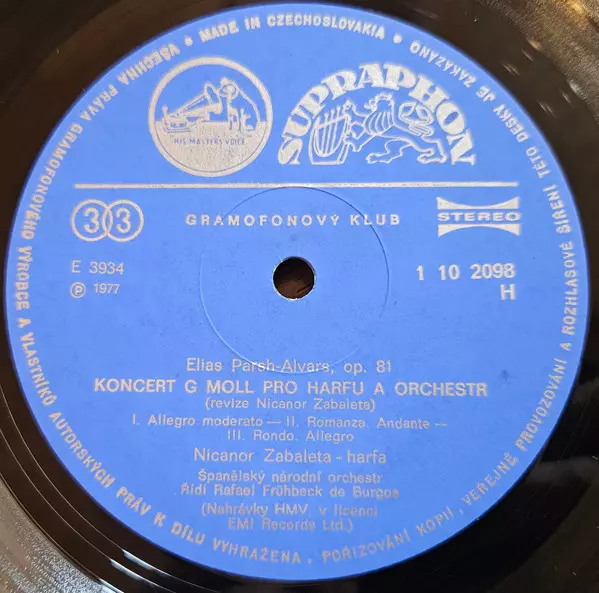 MADE IN CZECHOSLOVAKIA • VŠECHNA PRÁVA GRAMOFONOVÉHO VÝROBCE A VLASTNÍKŮ AUTORSKÝCH PRÁV K DÍLU VYHRAŽENA. POŘIZOVÁNÍ KOPIÍ, VEŘEJNÉ PROVOZOVÁNÍ A ROZHLASOVÉ ŠÍŘENÍ TÉTO DESKY JE ZAKÁZÁNO •
HIS MASTER'S VOICE
SUPRAPHON
33
GRAMOFONOVÝ KLUB
STEREO
E 3934
Ⓟ 1977
1 10 2098
H
Elias Parsh-Alvars, op. 81
KONCERT G MOLL PRO HARFU A ORCHESTR
(revize Nicanor Zabaleta)
I. Allegro moderato — II. Romanza. Andante —
III. Rondo. Allegro
Nicanor Zabaleta - harfa
Španělský národní orchestr
Řídí Rafael Frühbeck de Burgos
(Nahrávky HMV, v licenci
EMI Records Ltd.)